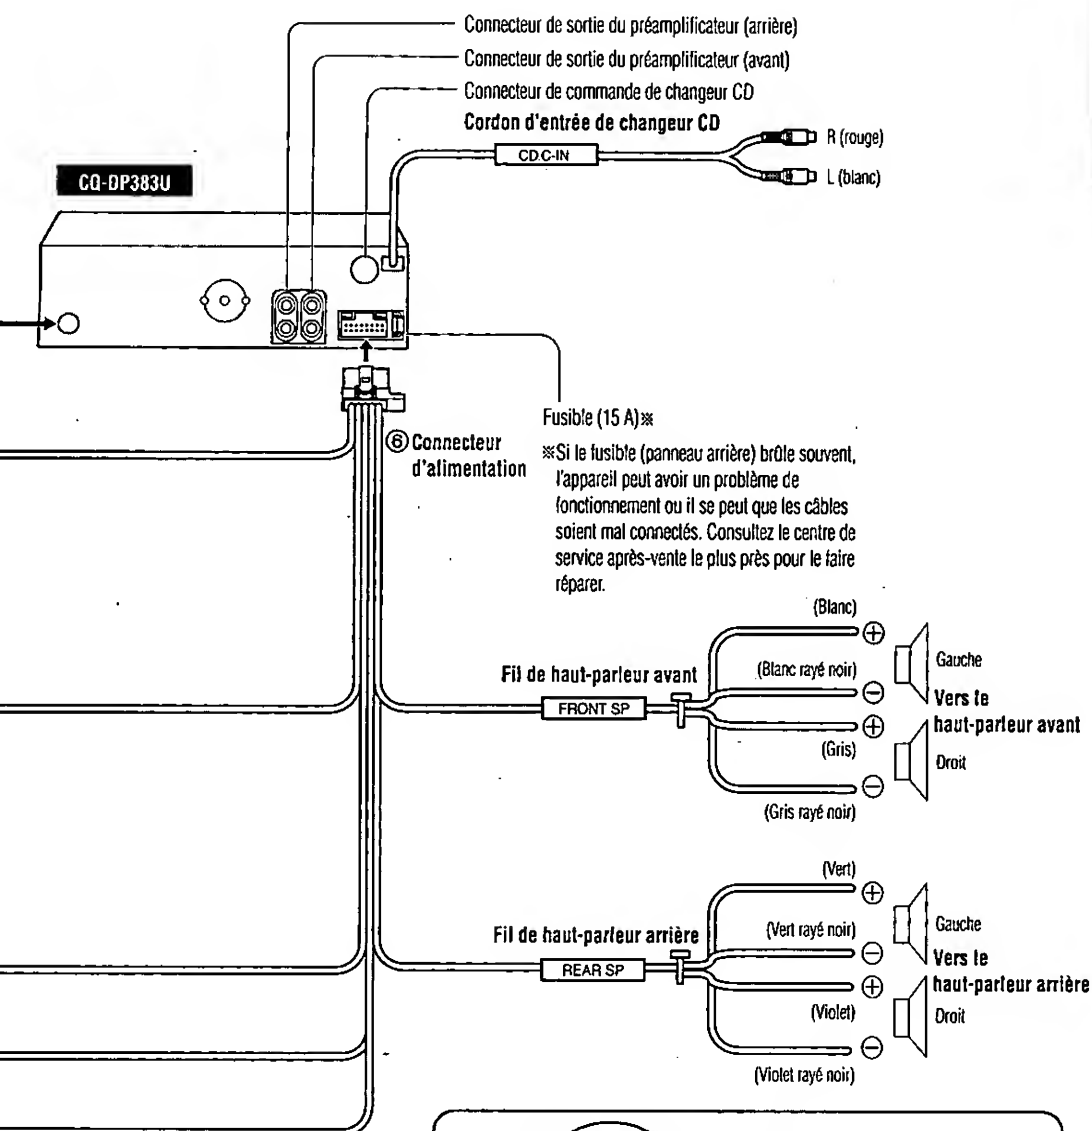 Connecteur de sortie du préamplificateur (arrière)
Connecteur de sortie du préamplificateur (avant)
Connecteur de commande de changeur CD
Cordon d'entrée de changeur CD
CD.C-IN
R (rouge)
L (blanc)
CQ-DP383U
⑥ Connecteur
d'alimentation
Fusible (15 A)※
※Si le fusible (panneau arrière) brûle souvent,
l'appareil peut avoir un problème de
fonctionnement ou il se peut que les câbles
soient mal connectés. Consultez le centre de
service après-vente le plus près pour le faire
réparer.
Fil de haut-parleur avant
FRONT SP
(Blanc)
⊕
(Blanc rayé noir)
⊖
⊕
(Gris)
⊖
(Gris rayé noir)
Gauche
Vers le
haut-parleur avant
Droit
Fil de haut-parleur arrière
REAR SP
(Vert)
⊕
(Vert rayé noir)
⊖
⊕
(Violet)
⊖
(Violet rayé noir)
Gauche
Vers le
haut-parleur arrière
Droit